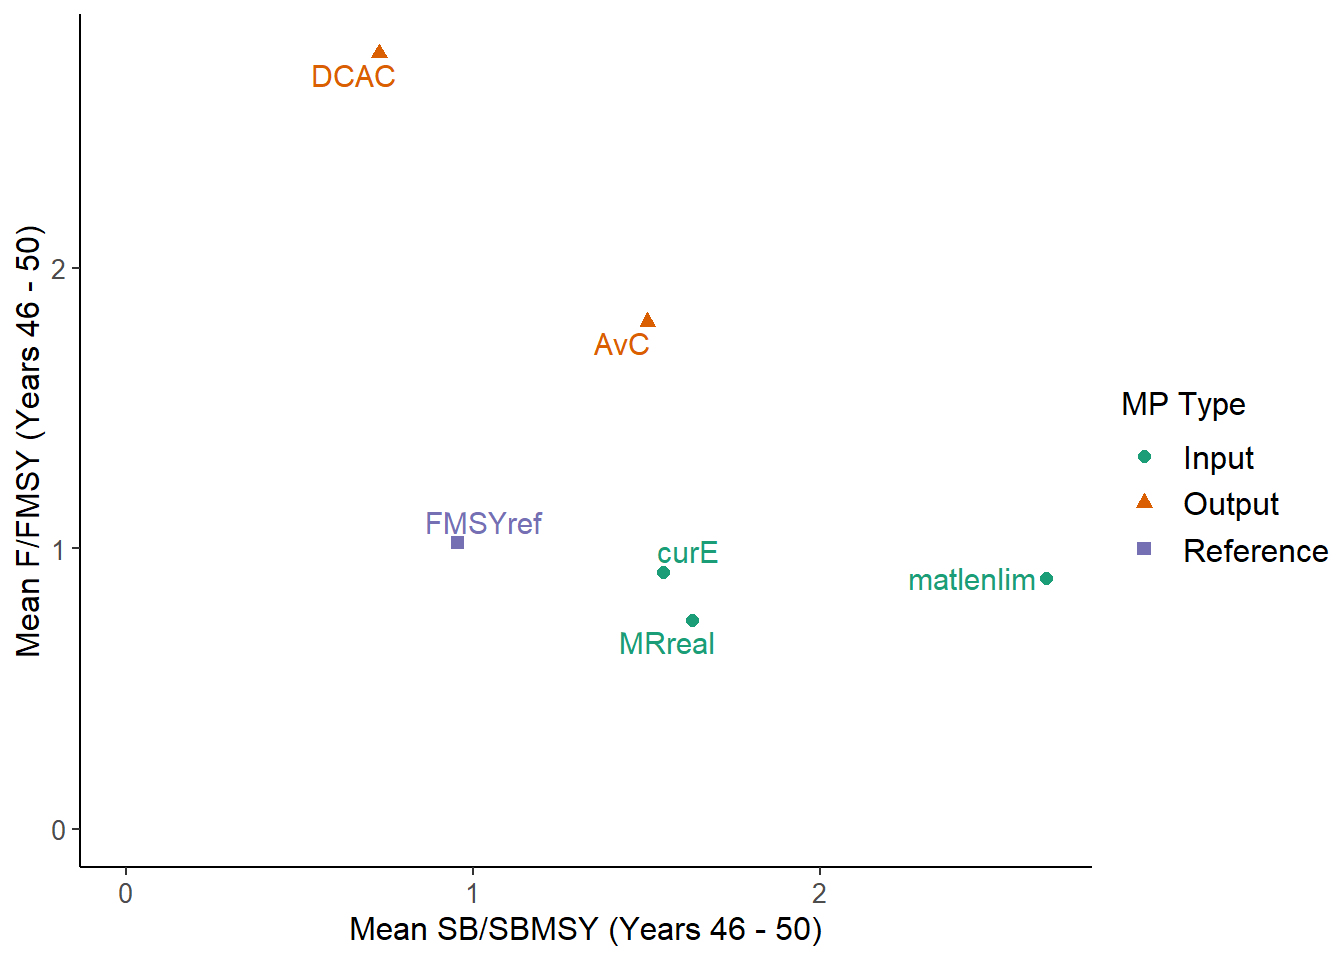 DCAC
AvC
FMSYref
curE
matlenlim
MRreal
2
1
0
0
1
2
Mean F/FMSY (Years 46 - 50)
Mean SB/SBMSY (Years 46 - 50)
MP Type
Input
Output
Reference